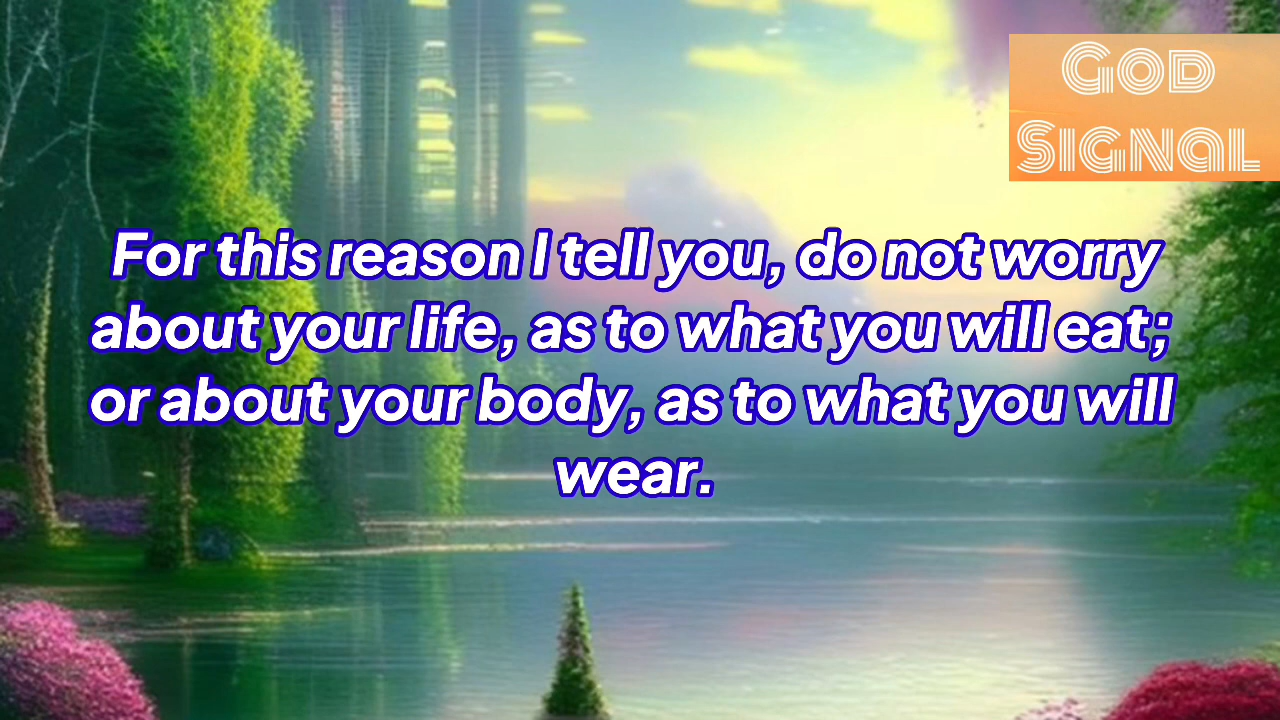 God
Signal
For this reason I tell you, do not worry
about your life, as to what you will eat;
or about your body, as to what you will
wear.